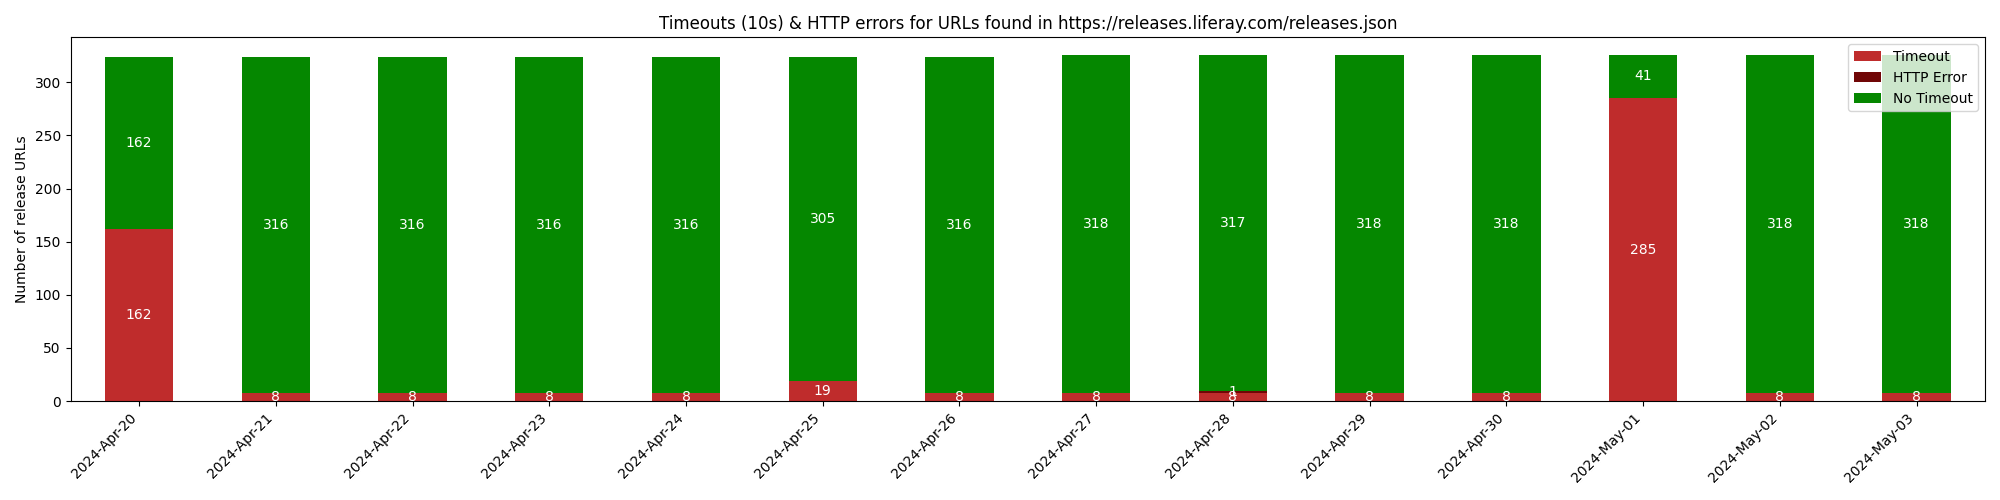 Timeouts (10s) & HTTP errors for URLs found in https://releases.liferay.com/releases.json
Number of release URLs
300
250
200
150
100
50
0
Timeout
HTTP Error
No Timeout
162
316
316
316
316
305
316
318
317
318
318
41
318
318
162
8
8
8
8
19
8
8
1
8
8
8
285
8
8
2024-Apr-20
2024-Apr-21
2024-Apr-22
2024-Apr-23
2024-Apr-24
2024-Apr-25
2024-Apr-26
2024-Apr-27
2024-Apr-28
2024-Apr-29
2024-Apr-30
2024-May-01
2024-May-02
2024-May-03